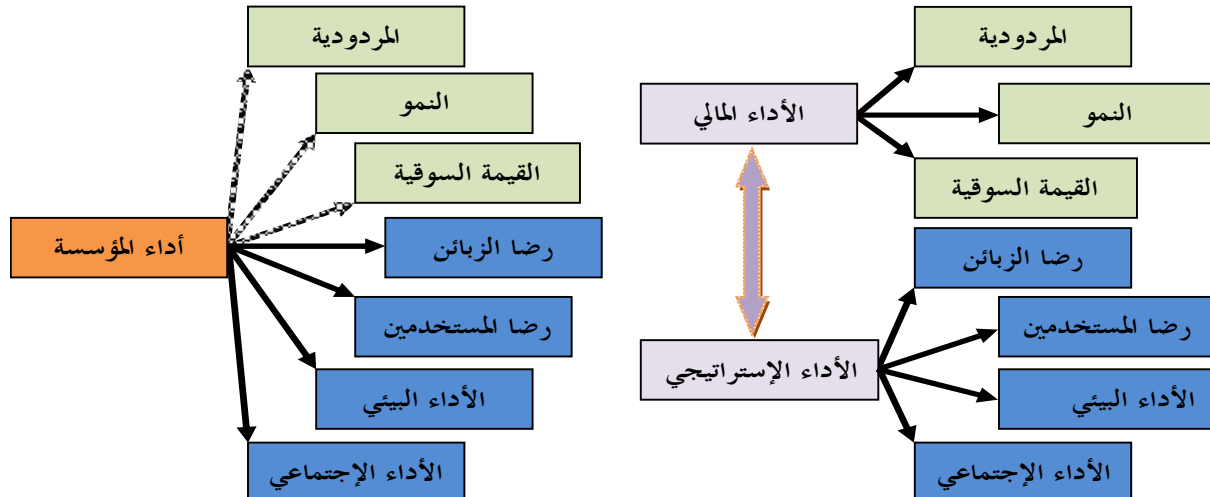 المردودية
النمو
القيمة السوقية
أداء المؤسسة
رضا الزبائن
رضا المستخدمين
الأداء البيئي
الأداء الإجتماعي
المردودية
الأداء المالي
النمو
القيمة السوقية
رضا الزبائن
رضا المستخدمين
الأداء الإستراتيجي
الأداء البيئي
الأداء الإجتماعي